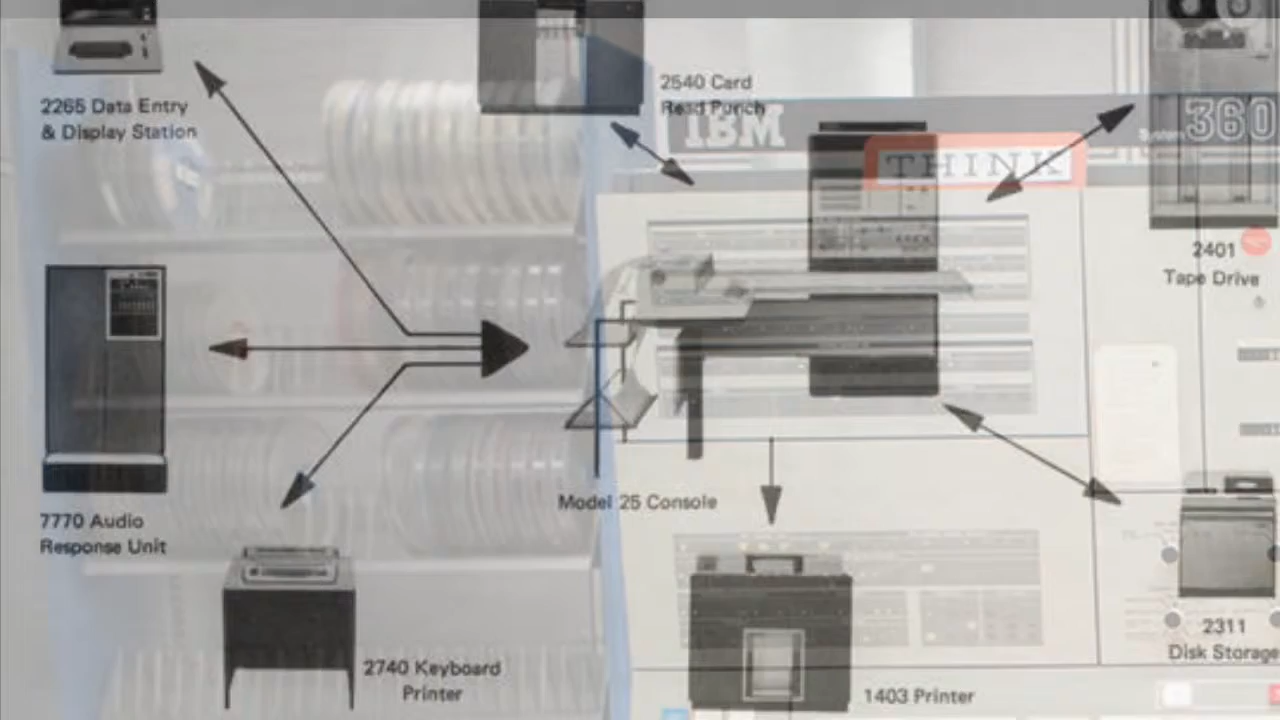 2265 Data Entry
& Display Station
2540 Card
Read Punch
IBM
THINK
System 360
2401
Tape Drive
7770 Audio
Response Unit
Model 25 Console
2740 Keyboard
Printer
1403 Printer
2311
Disk Storage